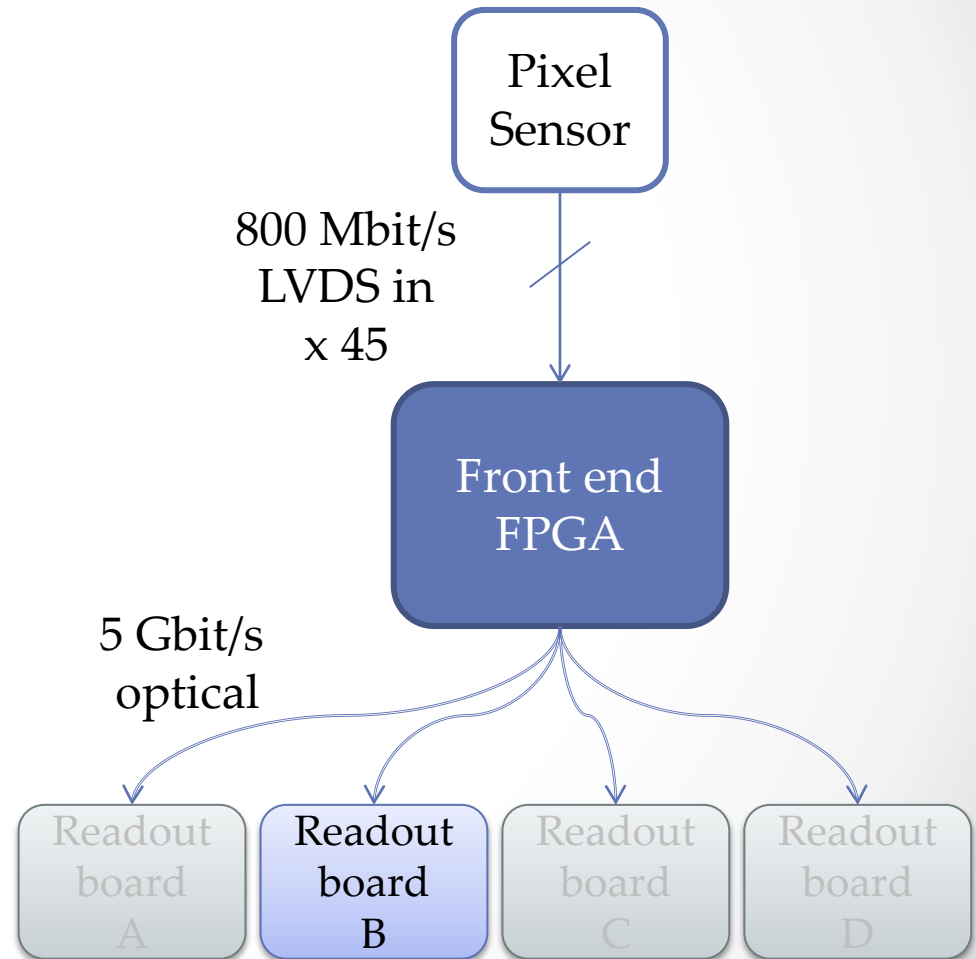 Pixel
Sensor
800 Mbit/s
LVDS in
x 45
Front end
FPGA
5 Gbit/s
optical
Readout
board
A
Readout
board
B
Readout
board
C
Readout
board
D